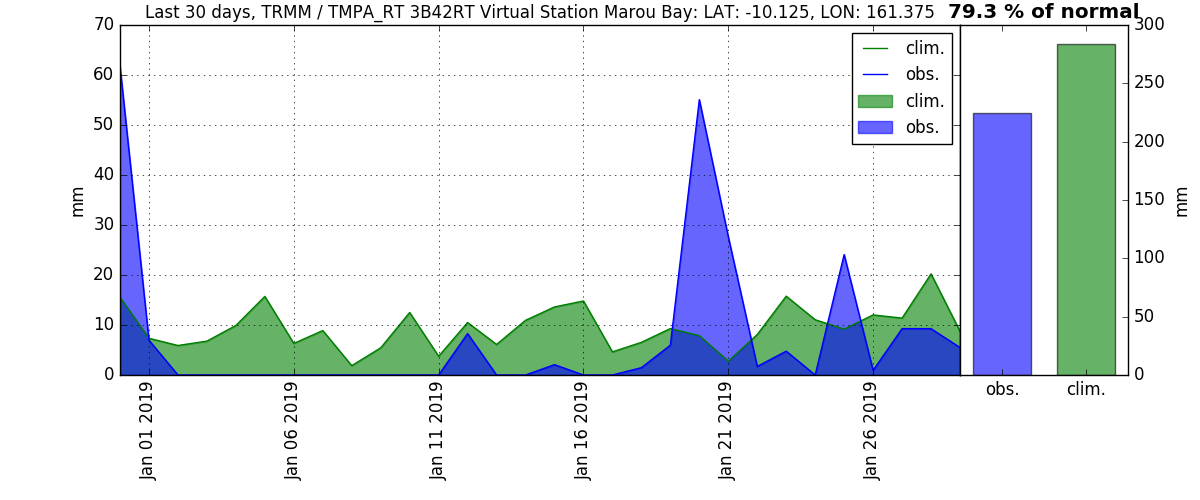 Last 30 days, TRMM / TMPA_RT 3B42RT Virtual Station Marou Bay: LAT: -10.125, LON: 161.375
79.3 % of normal
70
60
50
40
30
20
10
0
mm
clim.
obs.
clim.
obs.
Jan 01 2019
Jan 06 2019
Jan 11 2019
Jan 16 2019
Jan 21 2019
Jan 26 2019
300
250
200
150
100
50
0
mm
obs.
clim.